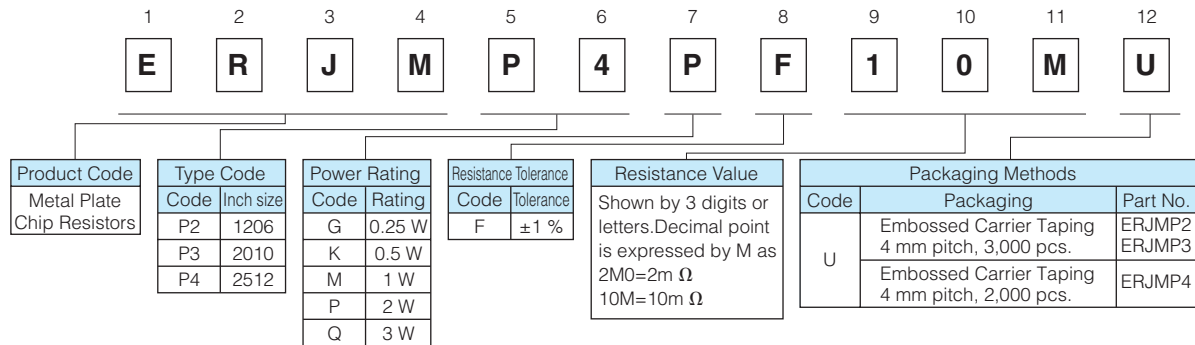 1 2 3 4 5 6 7 8 9 10 11 12
E R J M P 4 P F 1 0 M U
Product Code
Metal Plate
Chip Resistors
Type Code
Code Inch size
P2 1206
P3 2010
P4 2512
Power Rating
Code Rating
G 0.25 W
K 0.5 W
M 1 W
P 2 W
Q 3 W
Resistance Tolerance
Code Tolerance
F ±1 %
Resistance Value
Shown by 3 digits or
letters.Decimal point
is expressed by M as
2M0=2m Ω
10M=10m Ω
Packaging Methods
Code Packaging Part No.
U
Embossed Carrier Taping
4 mm pitch, 3,000 pcs.
ERJMP2
ERJMP3
Embossed Carrier Taping
4 mm pitch, 2,000 pcs.
ERJMP4